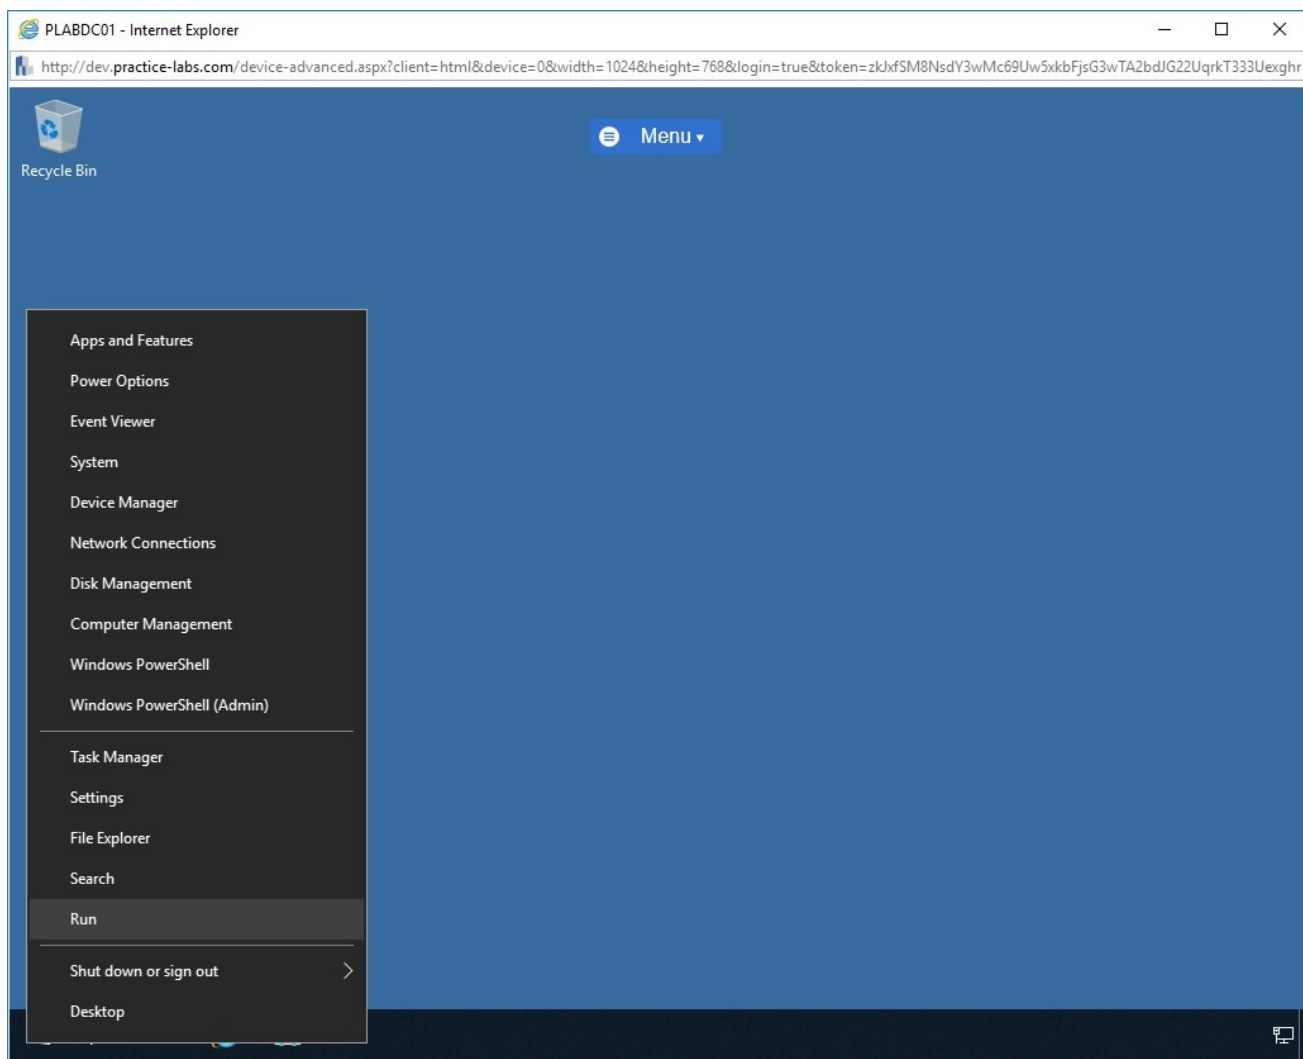 PLABDC01 - Internet Explorer
http://dev.practice-labs.com/device-advanced.aspx?client=html&device=0&width=1024&height=768&login=true&token=zkJxfSM8NsdY3wMc69Uw5xkbFjsG3wTA2bdJG22UqrkT333Uexghr
Menu
Recycle Bin
Apps and Features
Power Options
Event Viewer
System
Device Manager
Network Connections
Disk Management
Computer Management
Windows PowerShell
Windows PowerShell (Admin)
Task Manager
Settings
File Explorer
Search
Run
Shut down or sign out
Desktop